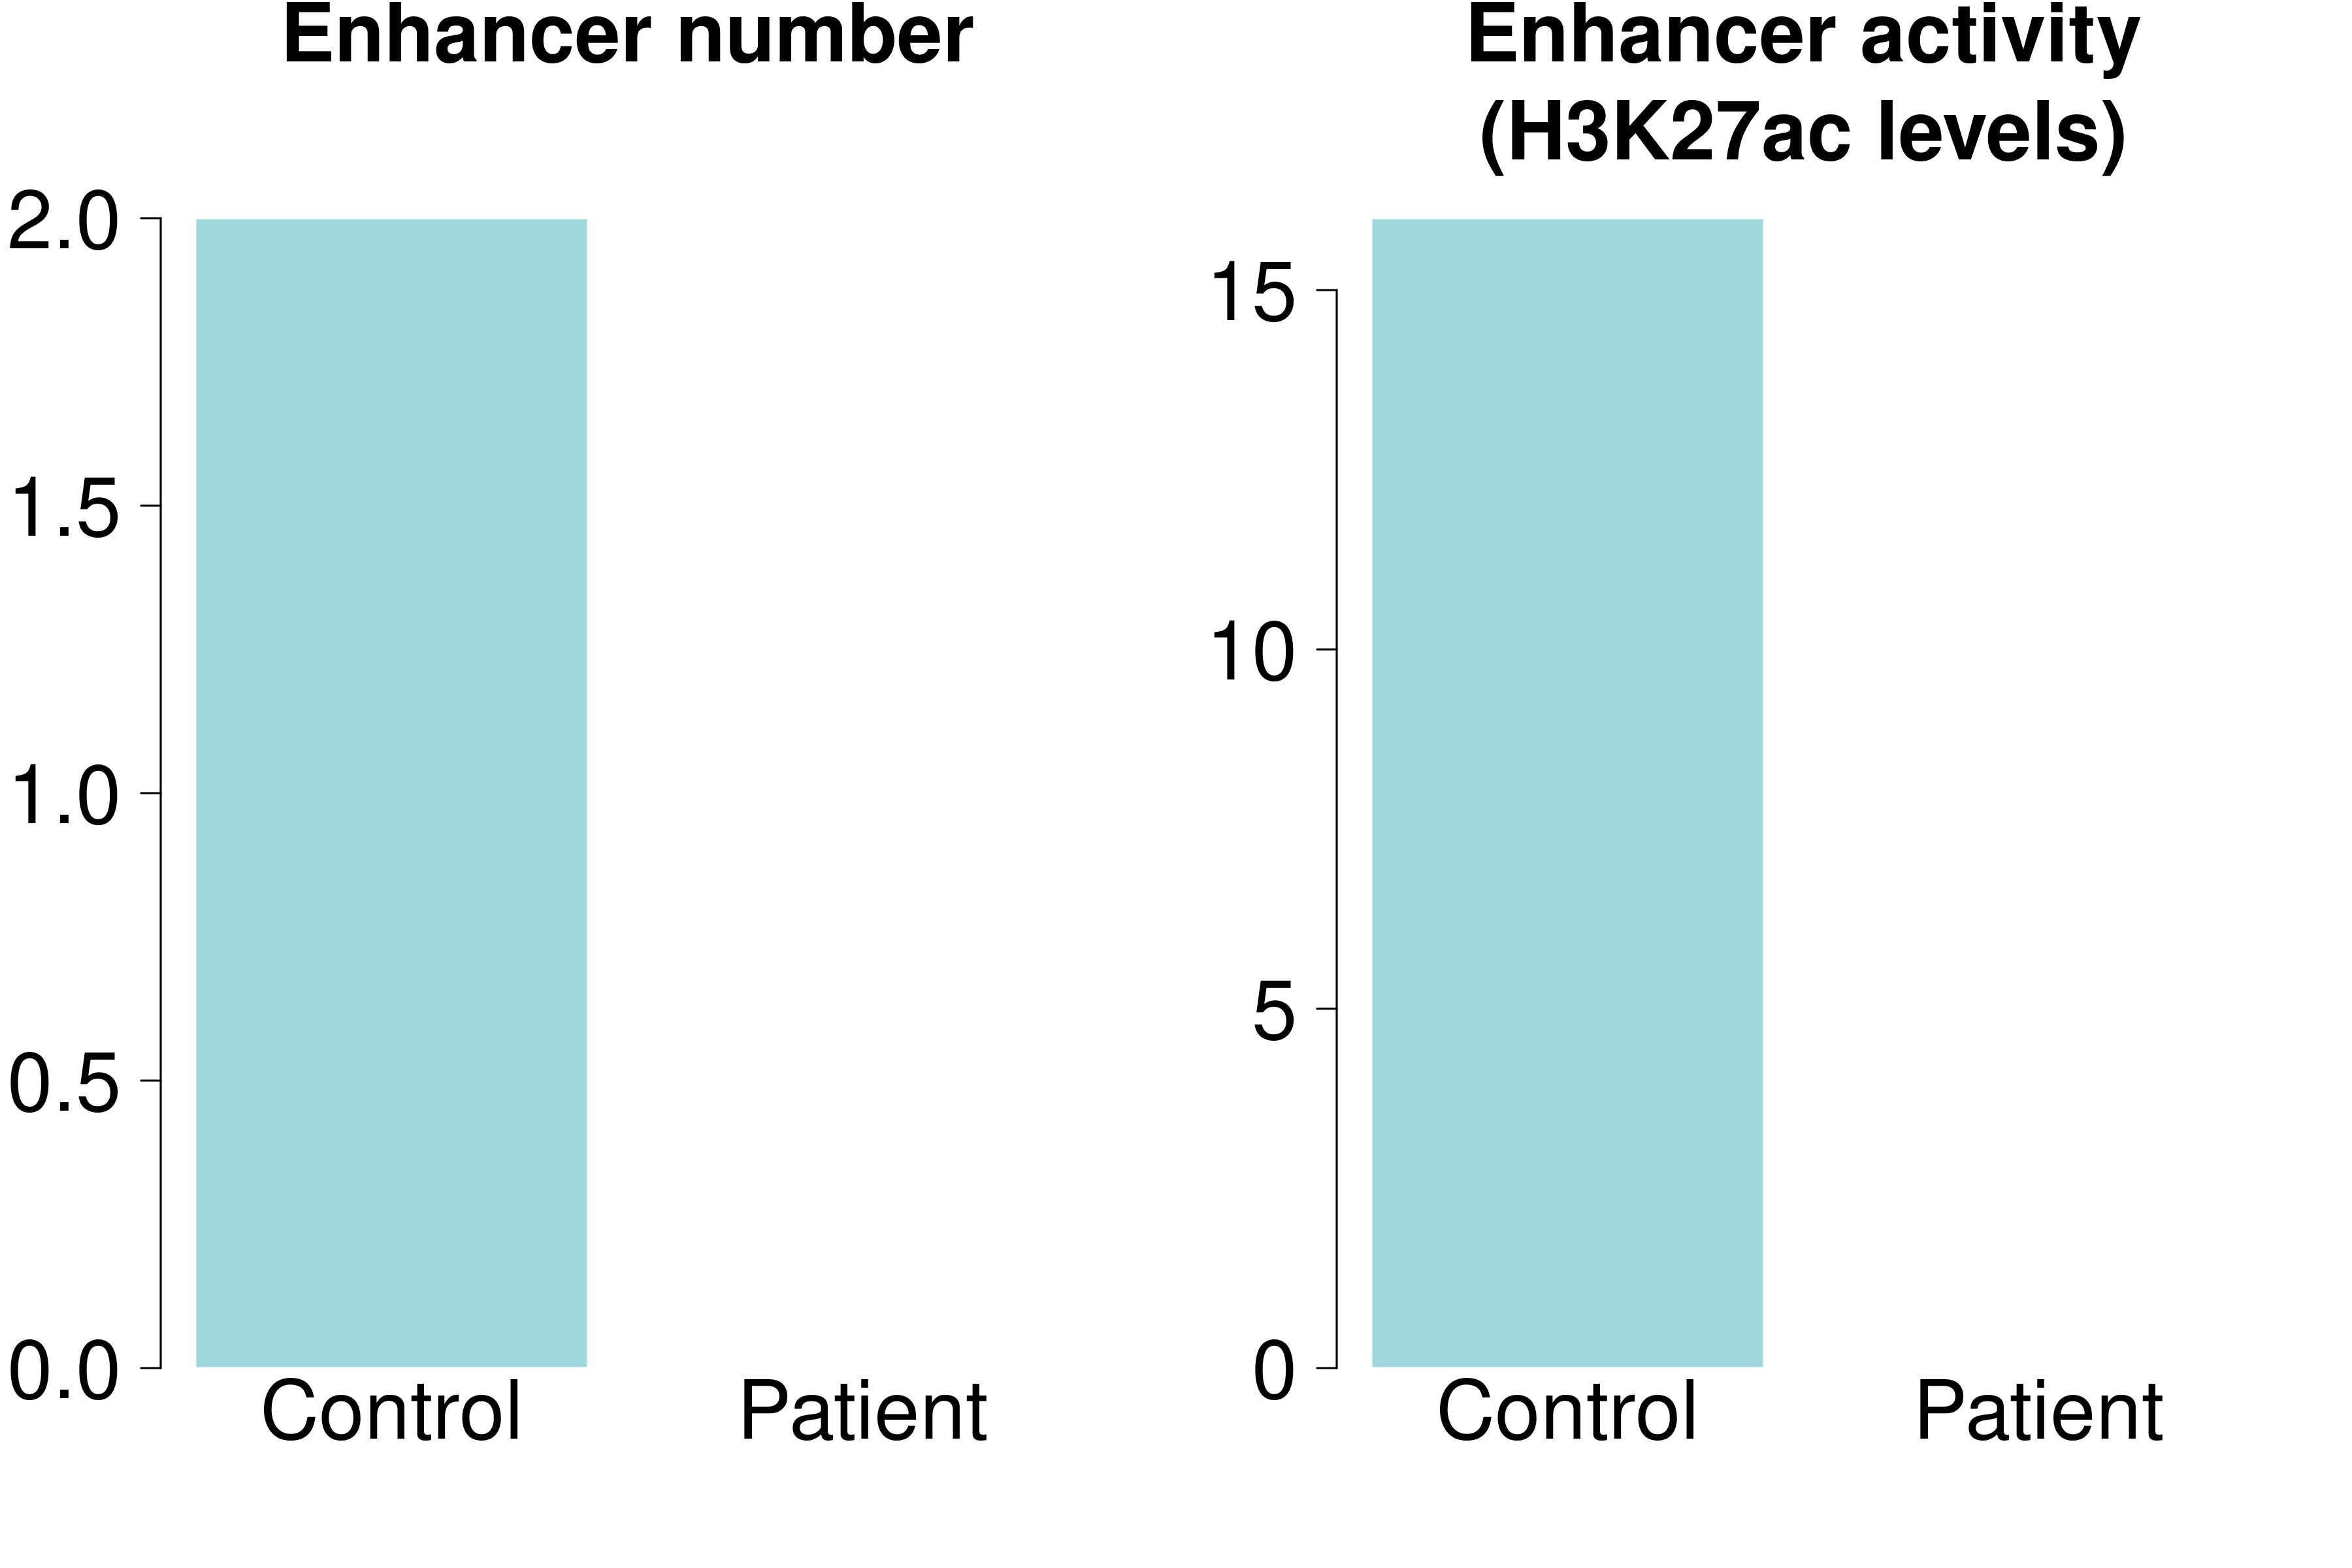 Enhancer number
2.0
1.5
1.0
0.5
0.0
Control Patient
Enhancer activity
(H3K27ac levels)
15
10
5
0
Control Patient